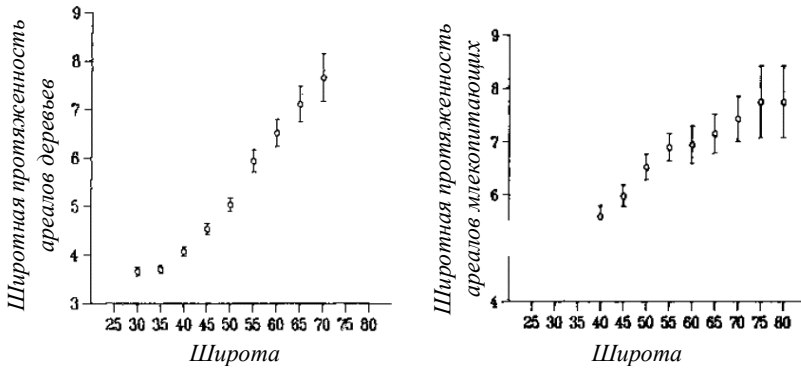 Широтная протяженность
ареалов деревьев
9
8
7
6
5
4
3
25 30 35 40 45 50 55 60 65 70 75 80
Широта
Широтная протяженность
ареалов млекопитающих
9
8
7
6
4
25 30 35 40 45 50 55 60 65 70 75 80
Широта